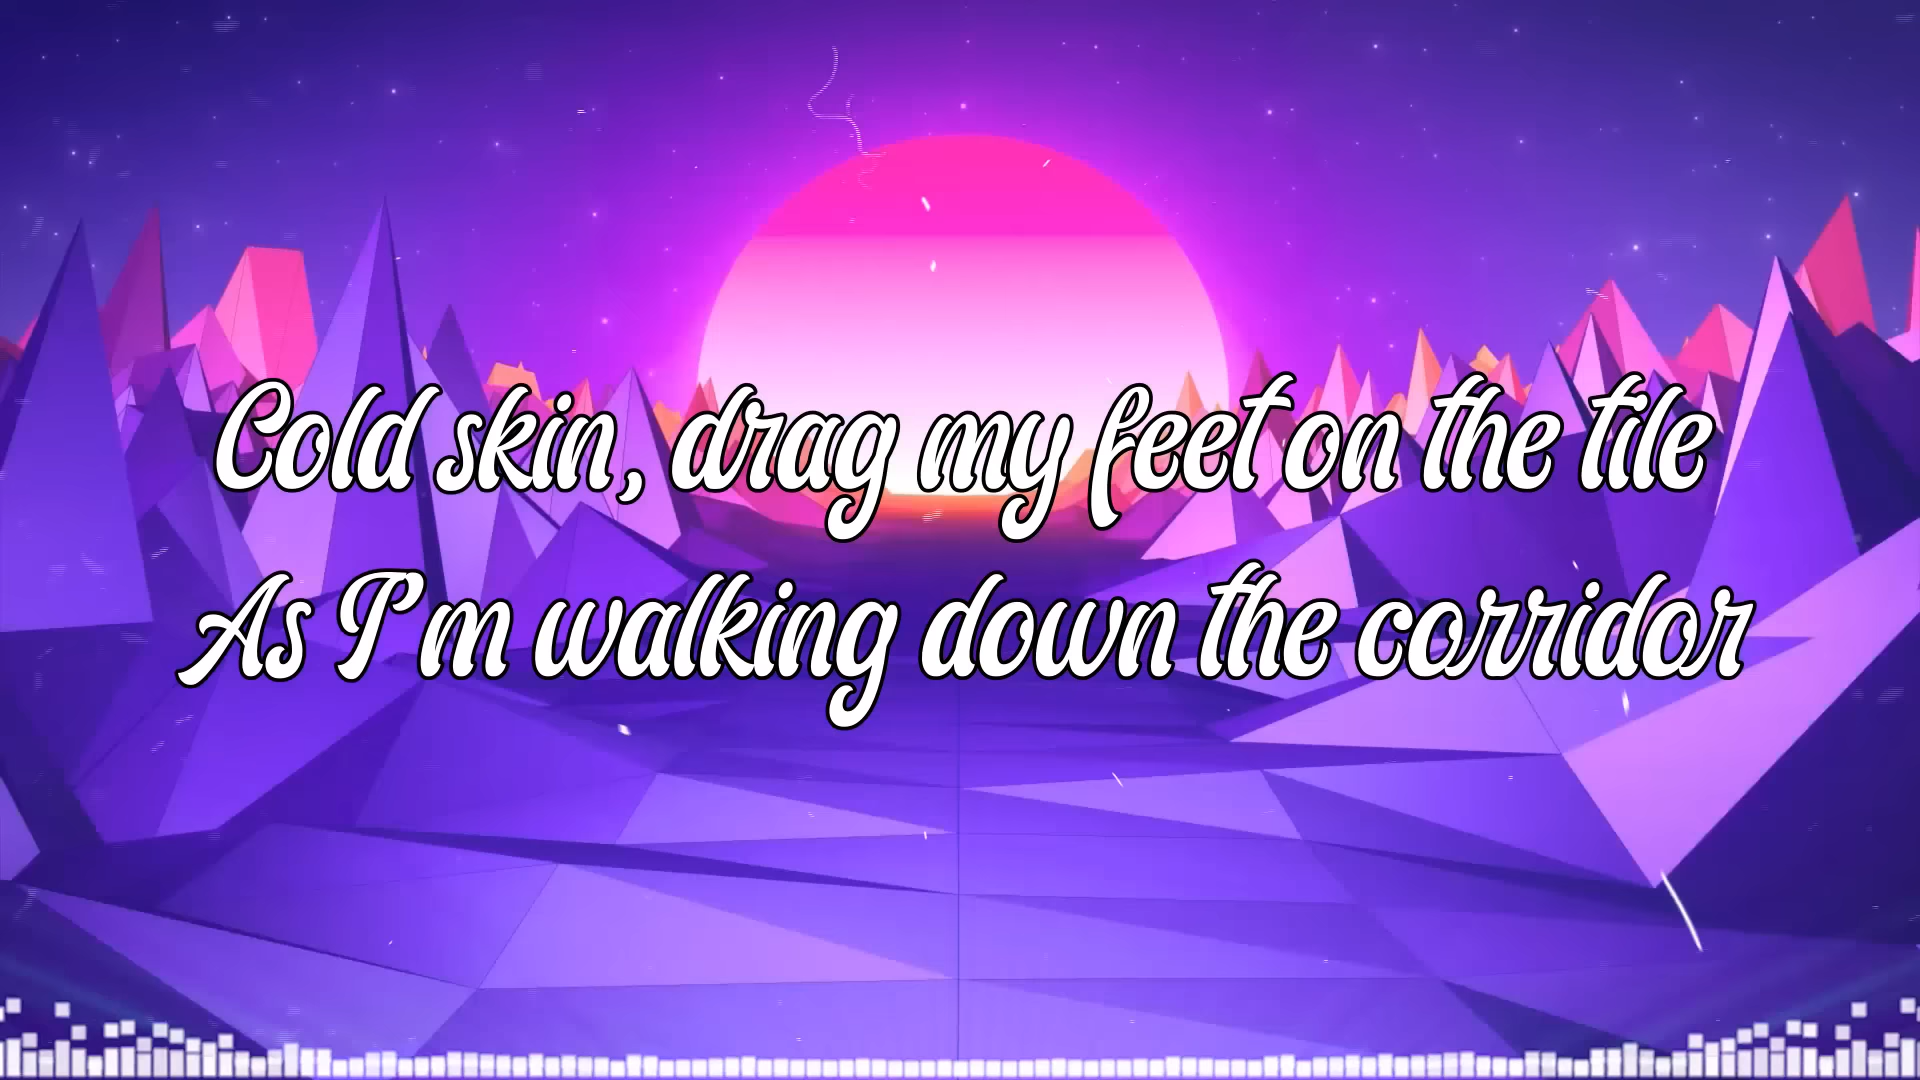 Cold skin, drag my feet on the tile
As I'm walking down the corridor